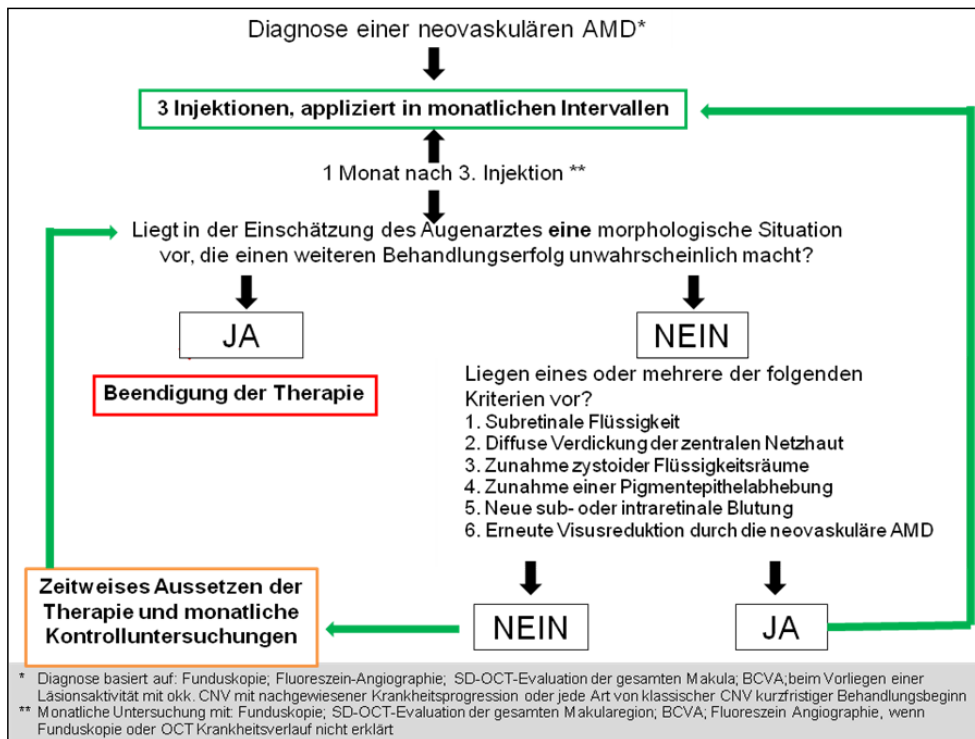 Diagnose einer neovaskulären AMD*
3 Injektionen, appliziert in monatlichen Intervallen
1 Monat nach 3. Injektion **
Liegt in der Einschätzung des Augenarztes eine morphologische Situation
vor, die einen weiteren Behandlungserfolg unwahrscheinlich macht?
JA
NEIN
Beendigung der Therapie
Liegen eines oder mehrere der folgenden
Kriterien vor?
1. Subretinale Flüssigkeit
2. Diffuse Verdickung der zentralen Netzhaut
3. Zunahme zystoider Flüssigkeitsräume
4. Zunahme einer Pigmentepithelabhebung
5. Neue sub- oder intraretinale Blutung
6. Erneute Visusreduktion durch die neovaskuläre AMD
Zeitweises Aussetzen der
Therapie und monatliche
Kontrolluntersuchungen
NEIN
JA
* Diagnose basiert auf: Funduskopie; Fluoreszein-Angiographie; SD-OCT-Evaluation der gesamten Makula; BCVA;beim Vorliegen einer
Läsionsaktivität mit okk. CNV mit nachgewiesener Krankheitsprogression oder jede Art von klassischer CNV kurzfristiger Behandlungsbeginn
** Monatliche Untersuchung mit: Funduskopie; SD-OCT-Evaluation der gesamten Makularegion; BCVA; Fluoreszein Angiographie, wenn
Funduskopie oder OCT Krankheitsverlauf nicht erklärt